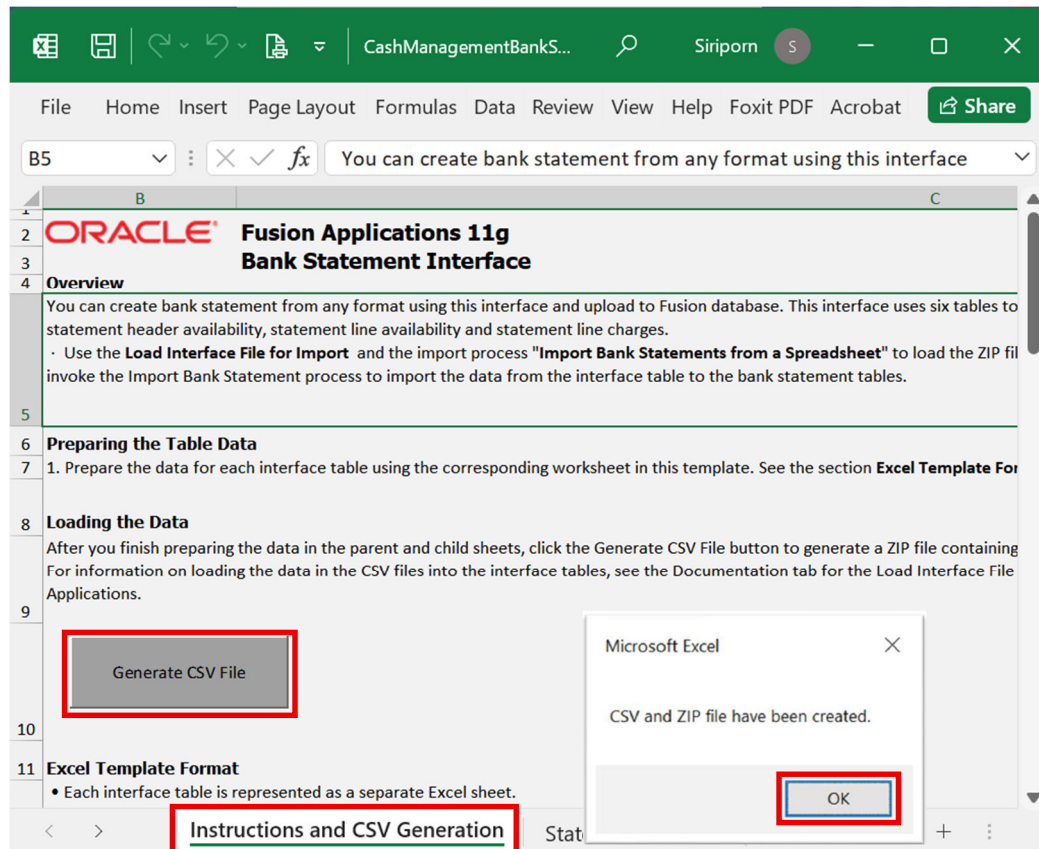 CashManagementBankS...
Siriporn
S
File Home Insert Page Layout Formulas Data Review View Help Foxit PDF Acrobat Share
B5
fx
You can create bank statement from any format using this interface
B C
1
2 ORACLE Fusion Applications 11g
3 Bank Statement Interface
4 Overview
You can create bank statement from any format using this interface and upload to Fusion database. This interface uses six tables to
statement header availability, statement line availability and statement line charges.
· Use the Load Interface File for Import and the import process "Import Bank Statements from a Spreadsheet" to load the ZIP fil
invoke the Import Bank Statement process to import the data from the interface table to the bank statement tables.
5
6 Preparing the Table Data
7 1. Prepare the data for each interface table using the corresponding worksheet in this template. See the section Excel Template For
8 Loading the Data
After you finish preparing the data in the parent and child sheets, click the Generate CSV File button to generate a ZIP file containing
For information on loading the data in the CSV files into the interface tables, see the Documentation tab for the Load Interface File
Applications.
9
Generate CSV File
10
Microsoft Excel
CSV and ZIP file have been created.
OK
11 Excel Template Format
• Each interface table is represented as a separate Excel sheet.
Instructions and CSV Generation
Stat